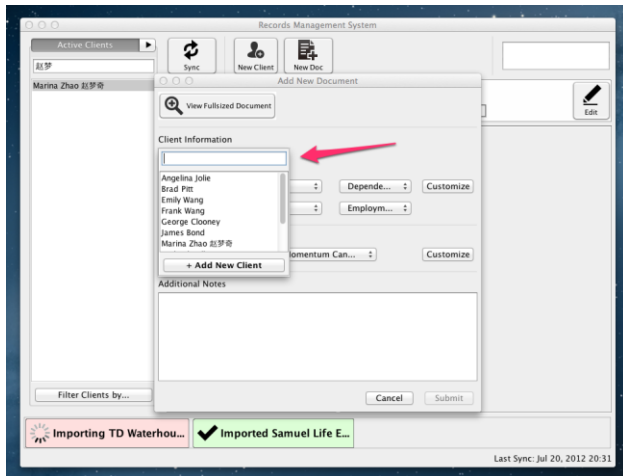 Records Management System
Active Clients
赵梦
Sync
New Client
New Doc
Marina Zhao 赵梦奇
Edit
Add New Document
View Fullsized Document
Client Information
Angelina Jolie
Brad Pitt
Emily Wang
Frank Wang
George Clooney
James Bond
Marina Zhao 赵梦奇
+ Add New Client
Depende...
Customize
Employm...
omentum Can...
Customize
Additional Notes
Cancel
Submit
Filter Clients by...
Importing TD Waterhou...
Imported Samuel Life E...
Last Sync: Jul 20, 2012 20:31